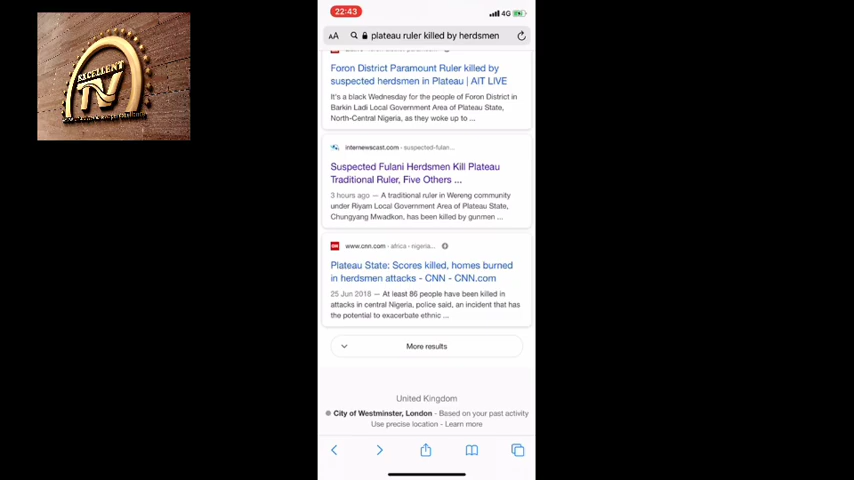 22:43
4G
AA plateau ruler killed by herdsmen
EXCELLENT
TV
Foron District Paramount Ruler killed by
suspected herdsmen in Plateau | AIT LIVE
It's a black Wednesday for the people of Foron District in
Barkin Ladi Local Government Area of Plateau State,
North-Central Nigeria, as they woke up to ...
internewscast.com › suspected-fulan...
Suspected Fulani Herdsmen Kill Plateau
Traditional Ruler, Five Others ...
3 hours ago — A traditional ruler in Wereng community
under Riyam Local Government Area of Plateau State,
Chungyang Mwadkon, has been killed by gunmen ...
www.cnn.com › africa › nigeria...
Plateau State: Scores killed, homes burned
in herdsmen attacks - CNN - CNN.com
25 Jun 2018 — At least 86 people have been killed in
attacks in central Nigeria, police said, an incident that has
the potential to exacerbate ethnic ...
More results
United Kingdom
City of Westminster, London - Based on your past activity
Use precise location - Learn more